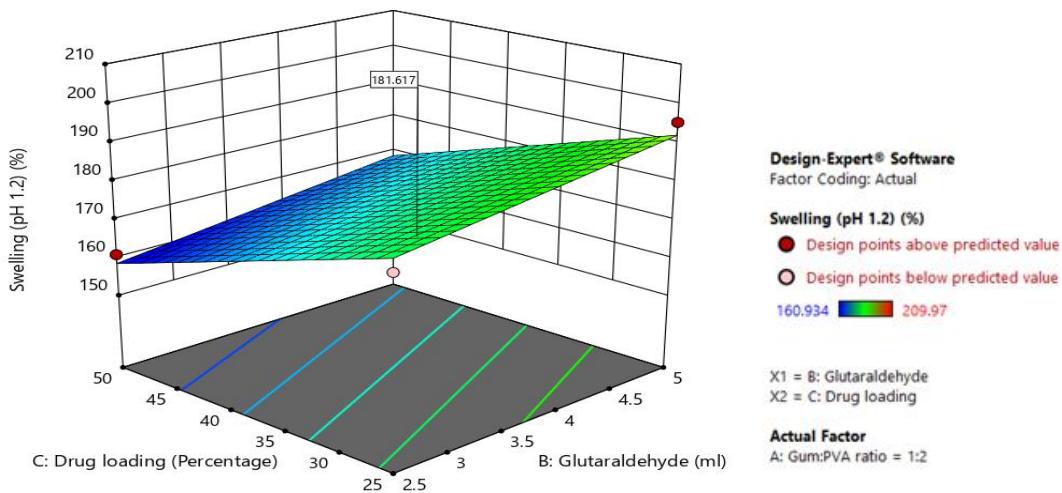 210
200
190
180
170
160
150
Swelling (pH 1.2) (%)
181.617
50
45
40
35
30
25
C: Drug loading (Percentage)
2.5
3
3.5
4
4.5
5
B: Glutaraldehyde (ml)
Design-Expert® Software
Factor Coding: Actual
Swelling (pH 1.2) (%)
Design points above predicted value
Design points below predicted value
160.934 209.97
X1 = B: Glutaraldehyde
X2 = C: Drug loading
Actual Factor
A: Gum:PVA ratio = 1:2